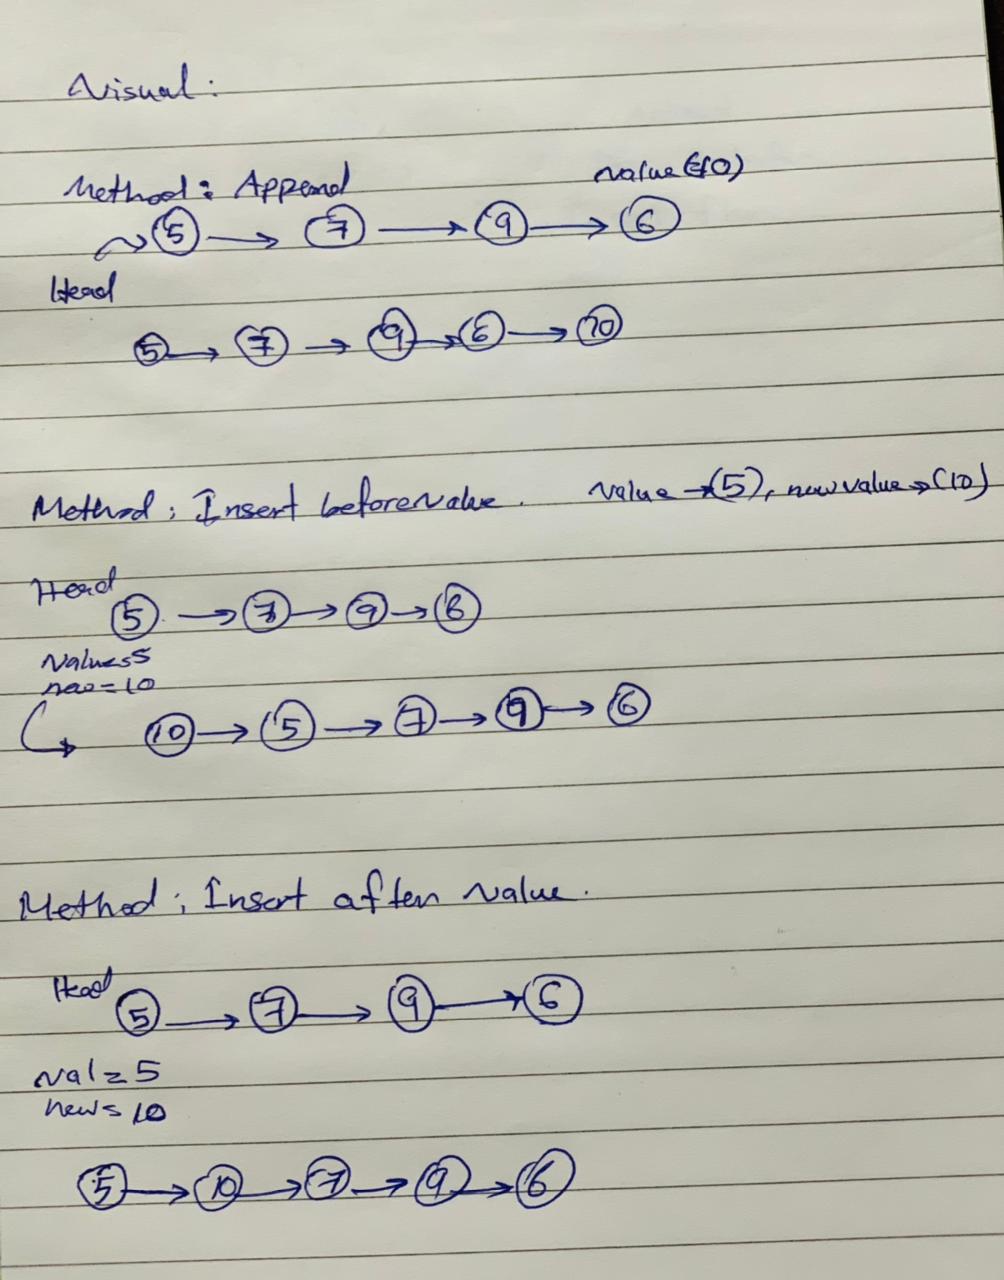 Visual:
Method: Append value(10)
5 → 7 → 9 → 6
Head
5 → 7 → 9 → 6 → 10
Method: Insert beforevalue. value → (5), newvalue → (10)
Head
5 → 7 → 9 → 6
Value=5
new=10
10 → 5 → 7 → 9 → 6
Method: Insert after value.
Head
5 → 7 → 9 → 6
val=5
new=10
5 → 10 → 7 → 9 → 6